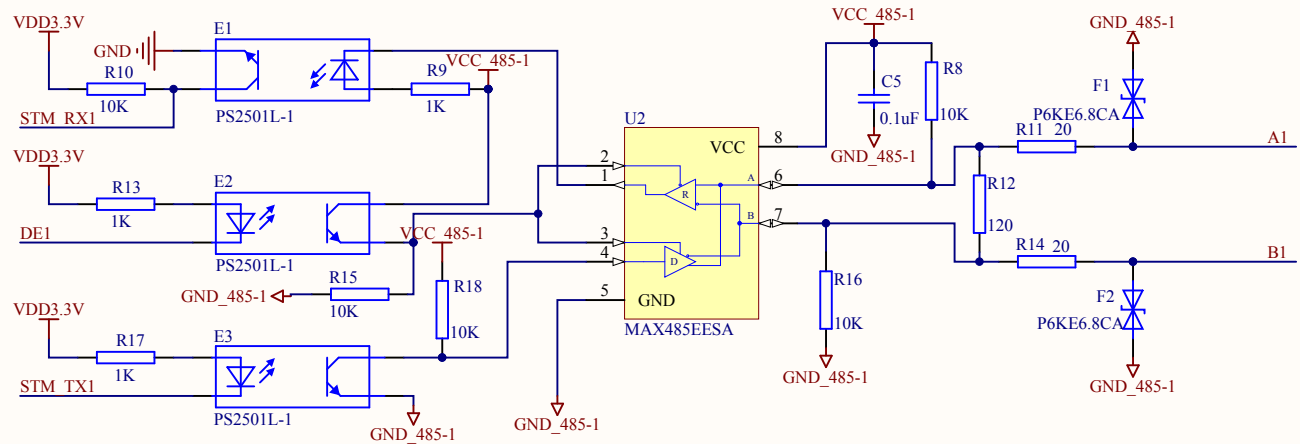 VDD3.3V
GND
R10
10K
STM_RX1
E1
PS2501L-1
R9
1K
VCC_485-1
VDD3.3V
R13
1K
DE1
E2
PS2501L-1
VCC_485-1
R15
10K
GND_485-1
R18
10K
VDD3.3V
R17
1K
STM_TX1
E3
PS2501L-1
GND_485-1
U2
2
1
3
4
5
VCC
8
A
6
R
B
7
D
GND
MAX485EESA
GND_485-1
VCC_485-1
C5
0.1uF
GND_485-1
R8
10K
R16
10K
GND_485-1
R11 20
R12
120
R14 20
GND_485-1
F1
P6KE6.8CA
A1
B1
F2
P6KE6.8CA
GND_485-1